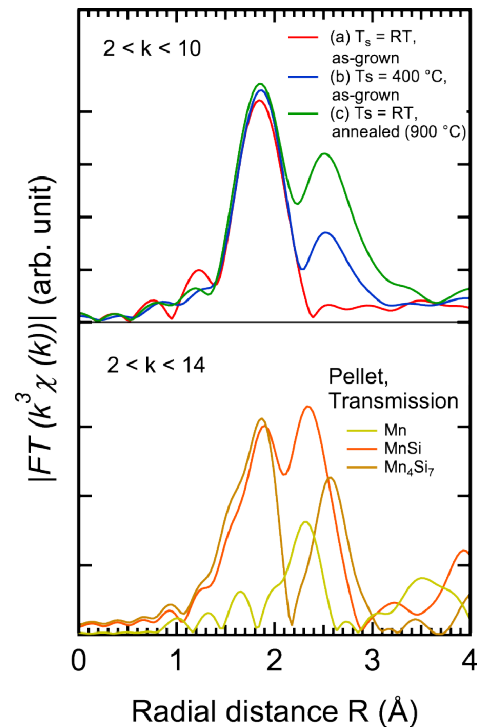 2 < k < 10
(a) Tₛ = RT,
as-grown
(b) Ts = 400 °C,
as-grown
(c) Ts = RT,
annealed (900 °C)
|FT (k³ χ (k))| (arb. unit)
2 < k < 14
Pellet,
Transmission
Mn
MnSi
Mn₄Si₇
0 1 2 3 4
Radial distance R (Å)